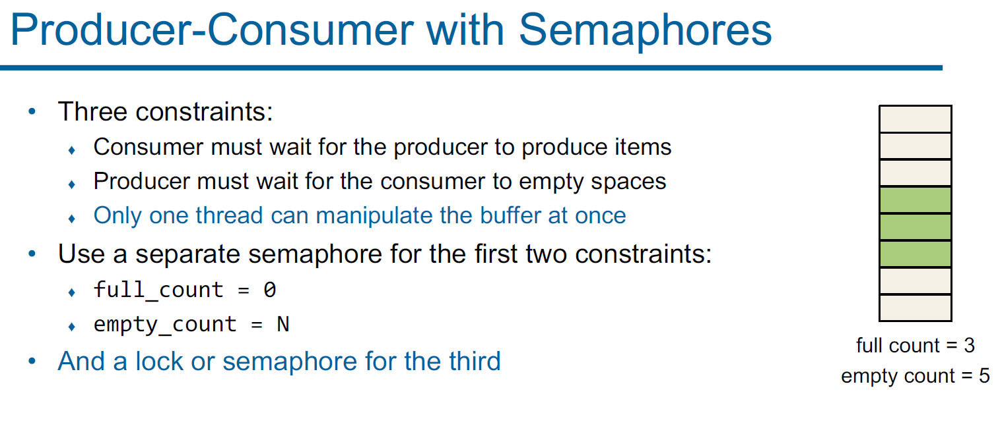 Producer-Consumer with Semaphores
• Three constraints:
♦ Consumer must wait for the producer to produce items
♦ Producer must wait for the consumer to empty spaces
♦ Only one thread can manipulate the buffer at once
• Use a separate semaphore for the first two constraints:
♦ full_count = 0
♦ empty_count = N
• And a lock or semaphore for the third
full count = 3
empty count = 5